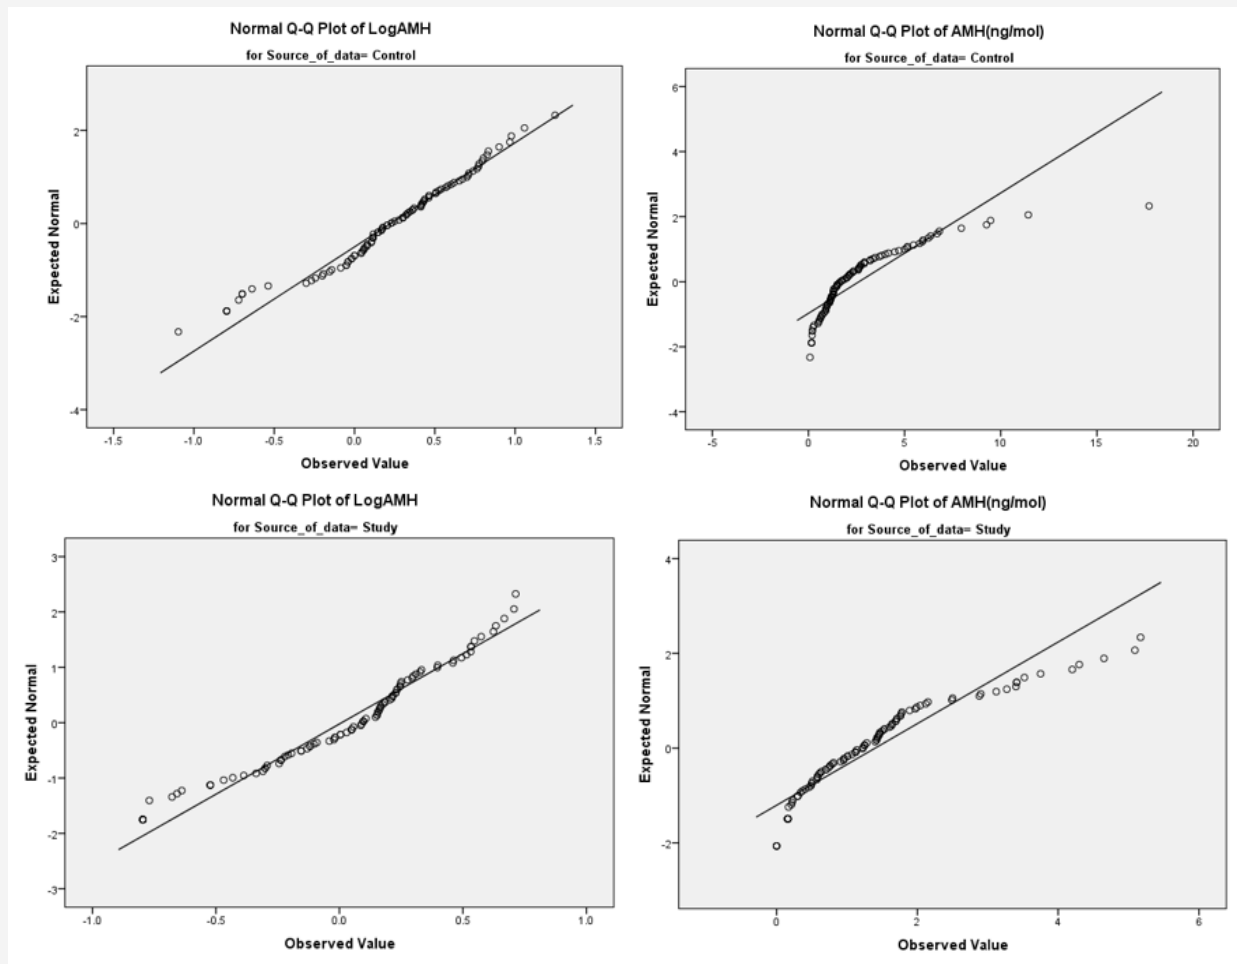 Normal Q-Q Plot of LogAMH
for Source_of_data= Control
Expected Normal
2
0
-2
-4
-1.5 -1.0 -0.5 0.0 0.5 1.0 1.5
Observed Value
Normal Q-Q Plot of AMH(ng/mol)
for Source_of_data= Control
Expected Normal
6
4
2
0
-2
-4
-5 0 5 10 15 20
Observed Value
Normal Q-Q Plot of LogAMH
for Source_of_data= Study
Expected Normal
3
2
1
0
-1
-2
-3
-1.0 -0.5 0.0 0.5 1.0
Observed Value
Normal Q-Q Plot of AMH(ng/mol)
for Source_of_data= Study
Expected Normal
4
2
0
-2
0 2 4 6
Observed Value